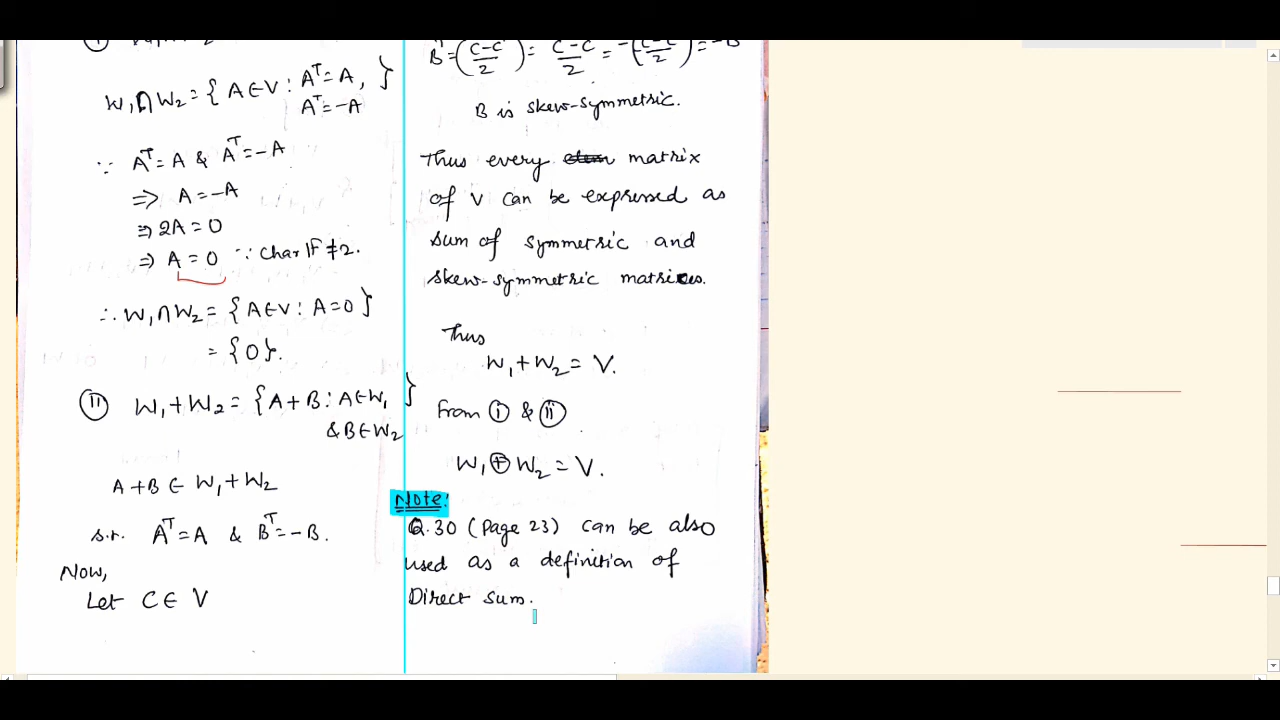 W₁∩W₂ = { A∈V : Aᵀ=A, }
Aᵀ=-A
∵ Aᵀ=A & Aᵀ=-A
⇒ A=-A
⇒ 2A=0
⇒ A=0 ∵ Char IF ≠2.
∴ W₁∩W₂ = {A∈V : A=0}
= {0}.
(ii) W₁+W₂ = {A+B : A∈W₁ }
& B∈W₂
A+B ∈ W₁+W₂
s.t. Aᵀ=A & Bᵀ=-B.
Now,
Let C∈ V
B is skew-symmetric.
Thus every matrix
of V can be expressed as
sum of symmetric and
skew-symmetric matrices.
Thus
W₁+W₂ = V.
From (i) & (ii)
W₁⊕W₂ = V.
Note:
Q.30 (Page 23) can be also
used as a definition of
Direct sum.